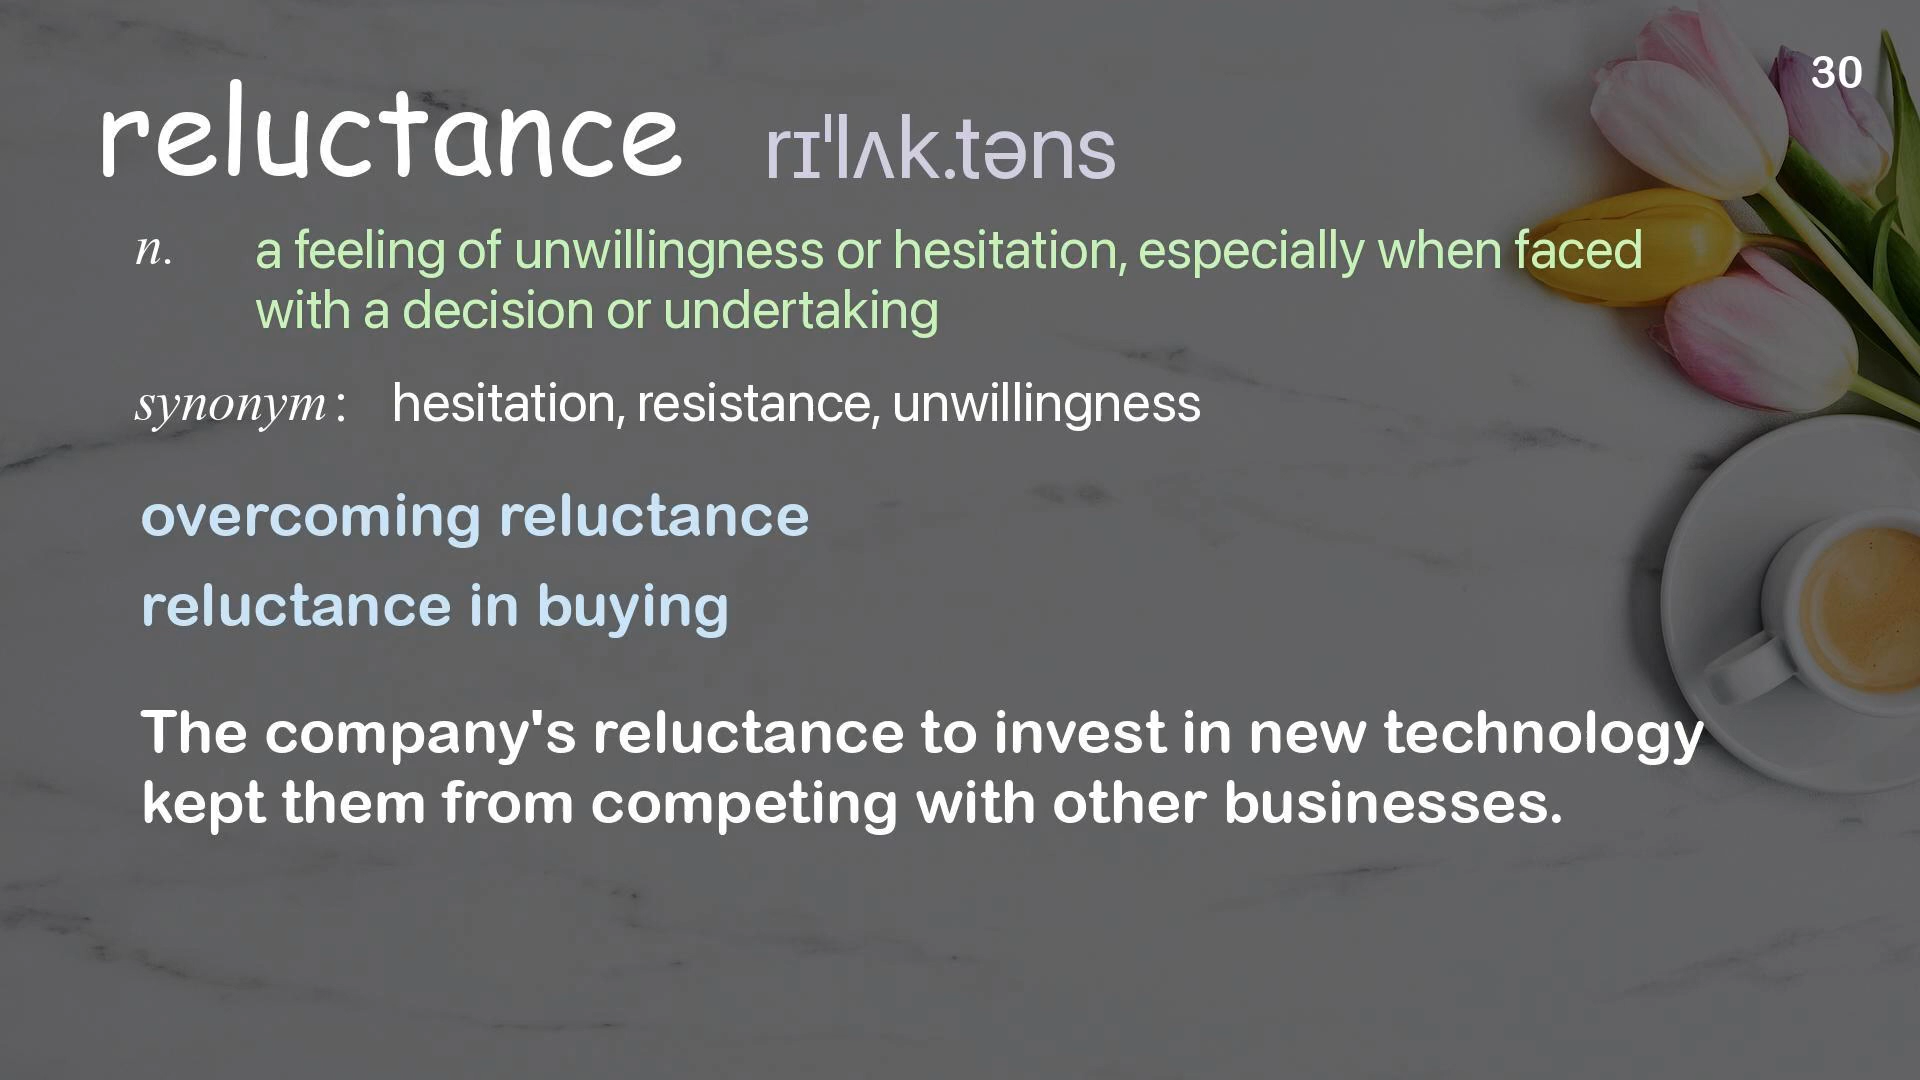 30
reluctance rɪˈlʌk.təns
n. a feeling of unwillingness or hesitation, especially when faced
with a decision or undertaking
synonym: hesitation, resistance, unwillingness
overcoming reluctance
reluctance in buying
The company's reluctance to invest in new technology
kept them from competing with other businesses.